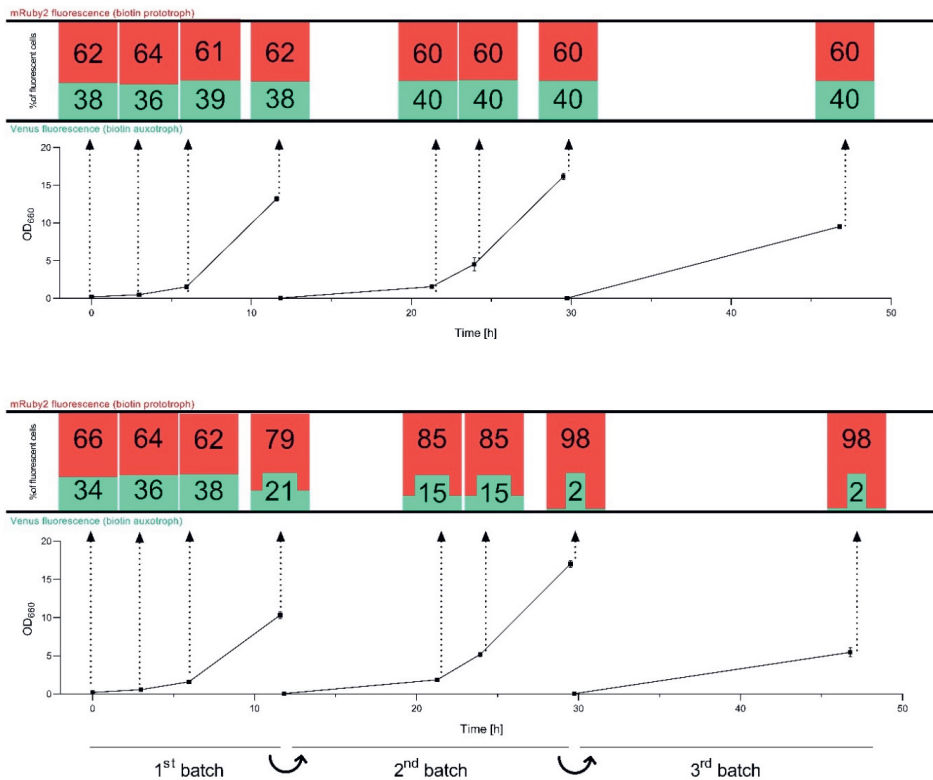 mRuby2 fluorescence (biotin prototroph)
%of fluorescent cells
62 64 61 62 60 60 60 60
38 36 39 38 40 40 40 40
Venus fluorescence (biotin auxotroph)
20
15
10
5
0
OD660
0 10 20 30 40 50
Time [h]
mRuby2 fluorescence (biotin prototroph)
%of fluorescent cells
66 64 62 79 85 85 98 98
34 36 38 21 15 15 2 2
Venus fluorescence (biotin auxotroph)
20
15
10
5
0
OD660
0 10 20 30 40 50
Time [h]
1st batch 2nd batch 3rd batch